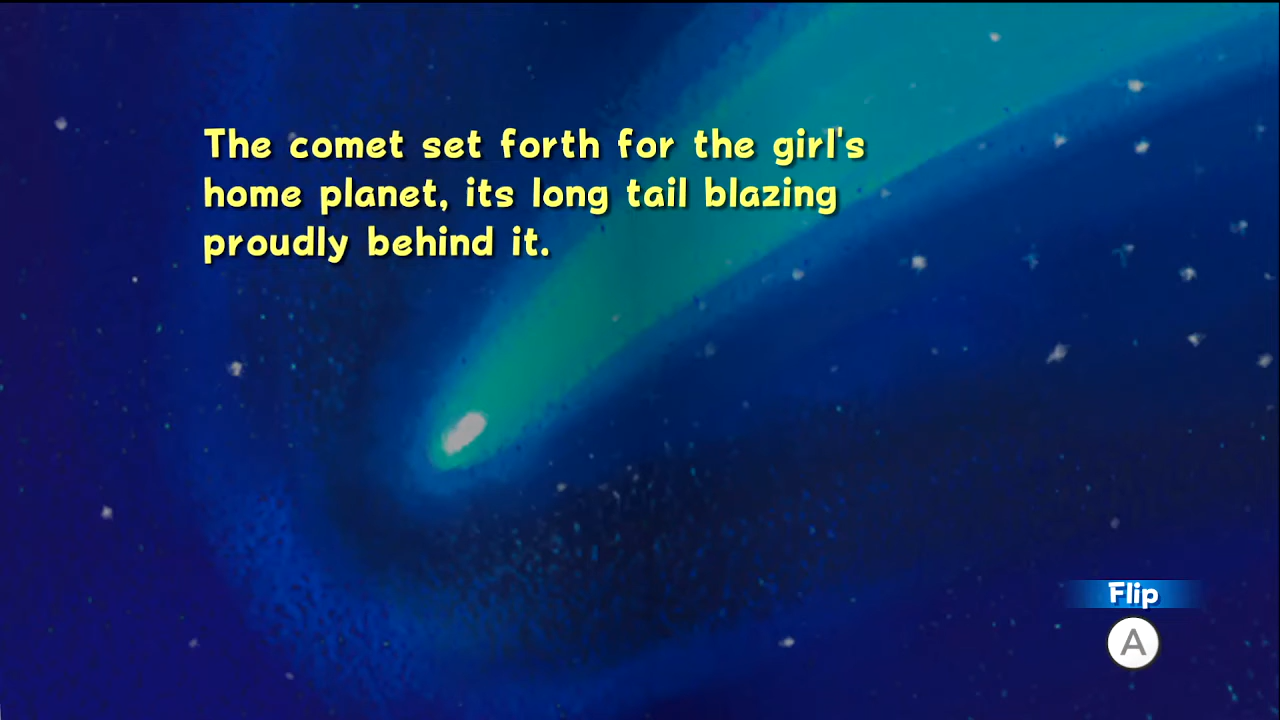 The comet set forth for the girl's
home planet, its long tail blazing
proudly behind it.
Flip
A